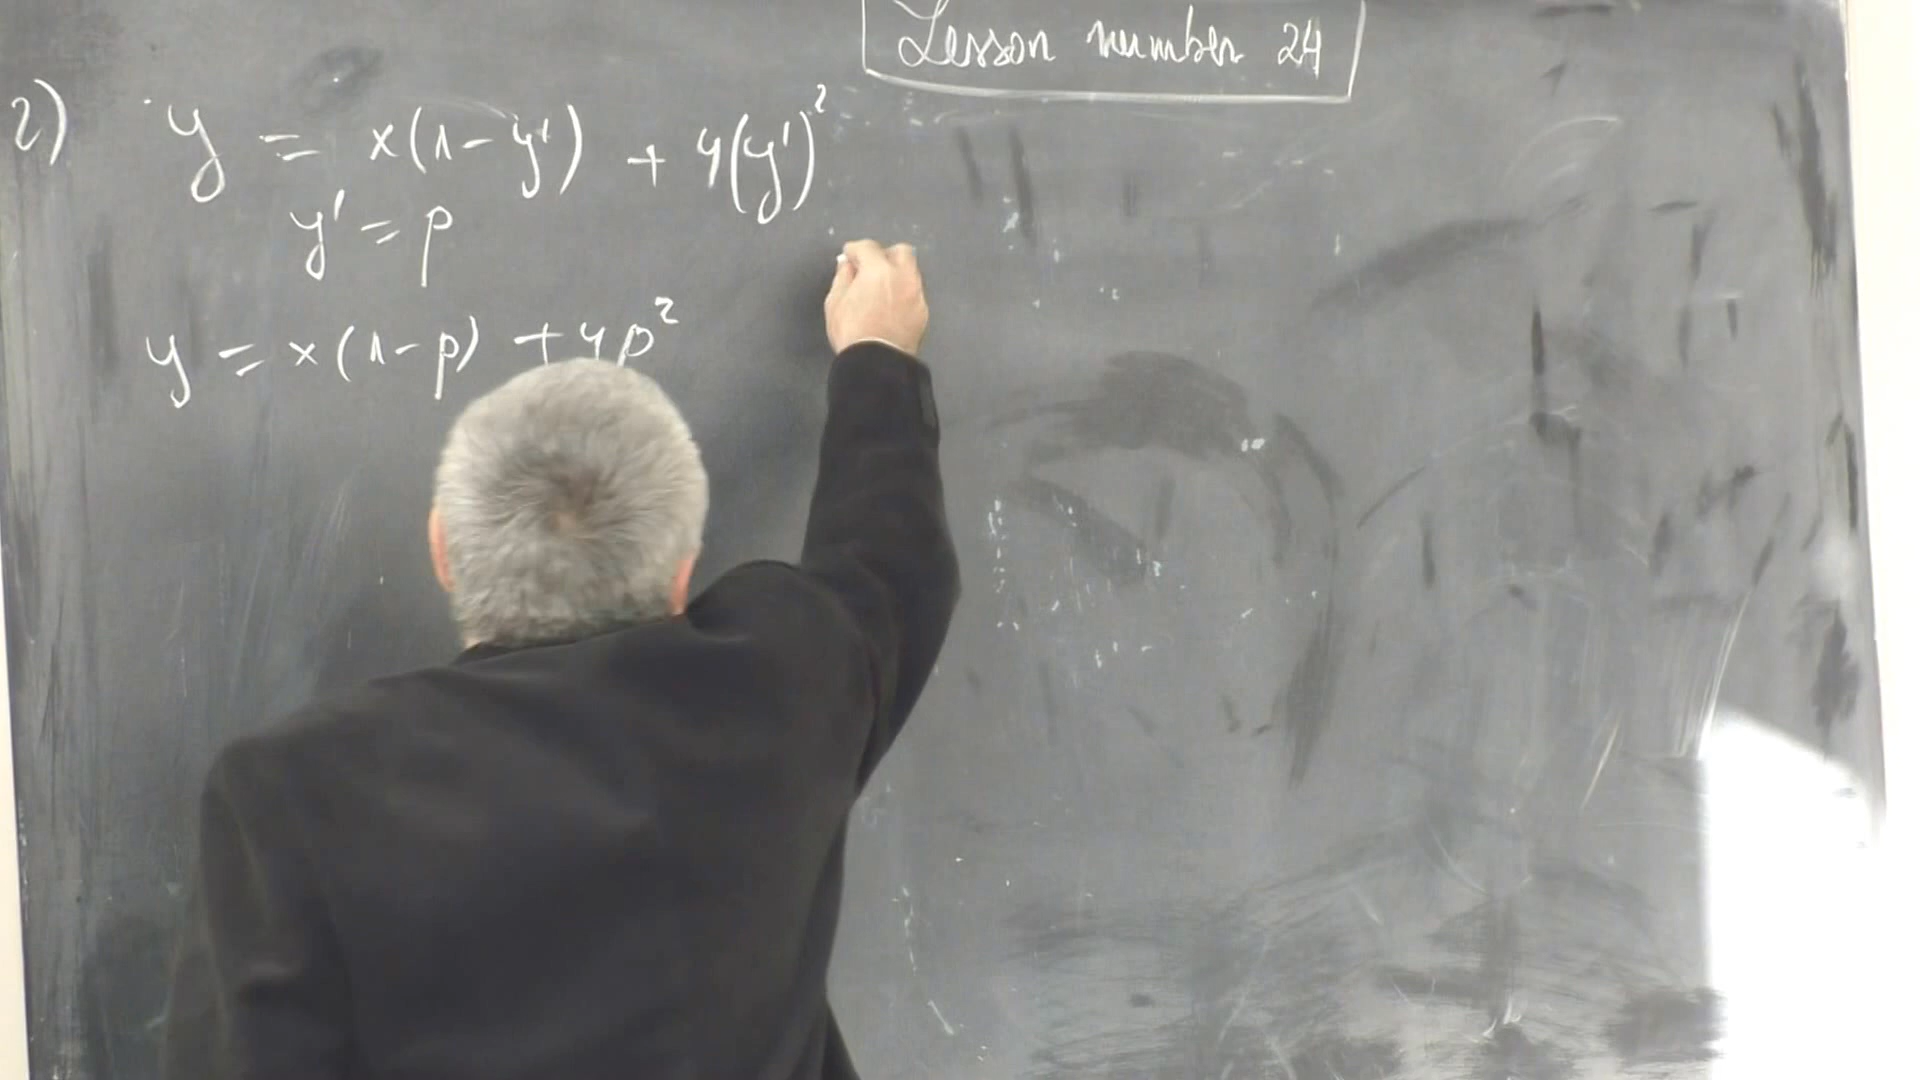 Lesson number 24
2) y = x(1-y') + 4(y')²
y' = p
y = x(1-p) + 4p²